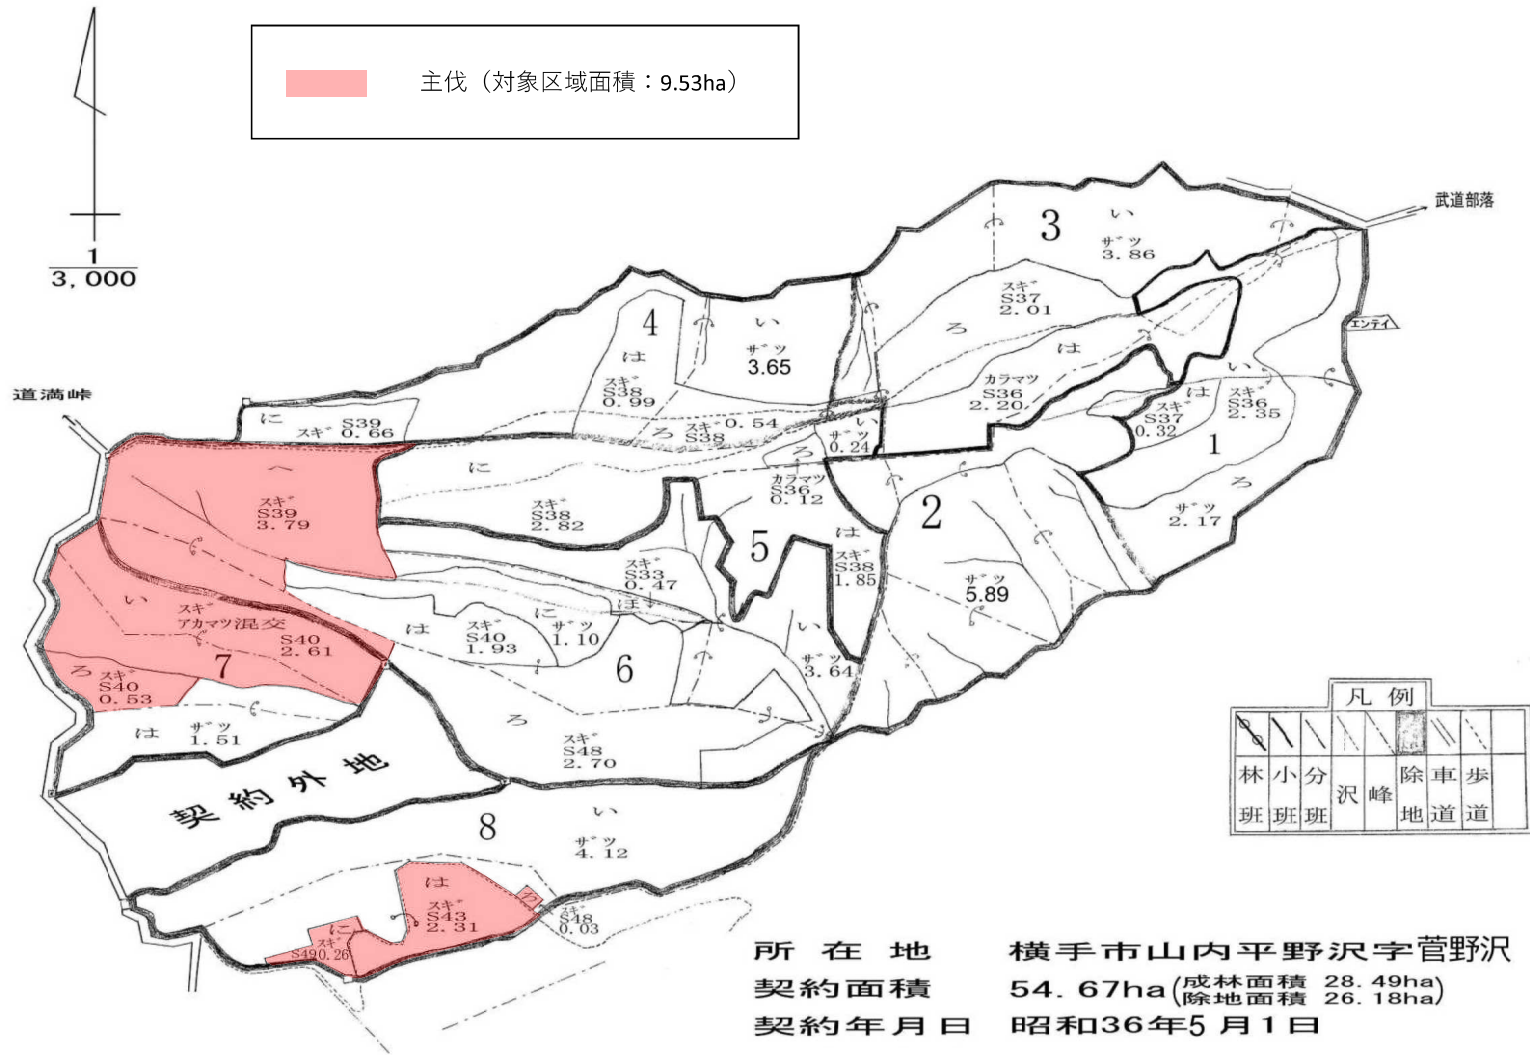 主伐（対象区域面積：9.53ha）
1
3,000
武道部落
エンテイ
道満峠
3
い
ザツ
3.86
スギ
S37
2.01
ろ
は
カラマツ
S36
2.20
4
は
スギ
S38
0.99
い
ザツ
3.65
に
スギ
S39
0.66
ろ
スギ
S38
0.54
い
ザツ
0.24
ろ
カラマツ
S36
0.12
い
スギ
S36
2.35
は
スギ
S37
0.32
1
ろ
ザツ
2.17
2
ザツ
5.89
へ
スギ
S39
3.79
に
スギ
S38
2.82
5
は
スギ
S38
1.85
い
ザツ
3.64
スギ
S33
0.47
ほ
に
ザツ
1.10
は
スギ
S40
1.93
6
ろ
スギ
S48
2.70
い
スギ
アカマツ混交
S40
2.61
7
ろ
スギ
S40
0.53
は
ザツ
1.51
契約外地
8
い
ザツ
4.12
は
スギ
S43
2.31
ろ
スギ
S48
0.03
に
スギ
S49
0.26
凡例
林班
小班
分班
沢
峰
除地
車道
歩道
所在地 横手市山内平野沢字菅野沢
契約面積 54.67ha(成林面積 28.49ha
除地面積 26.18ha)
契約年月日 昭和36年5月1日